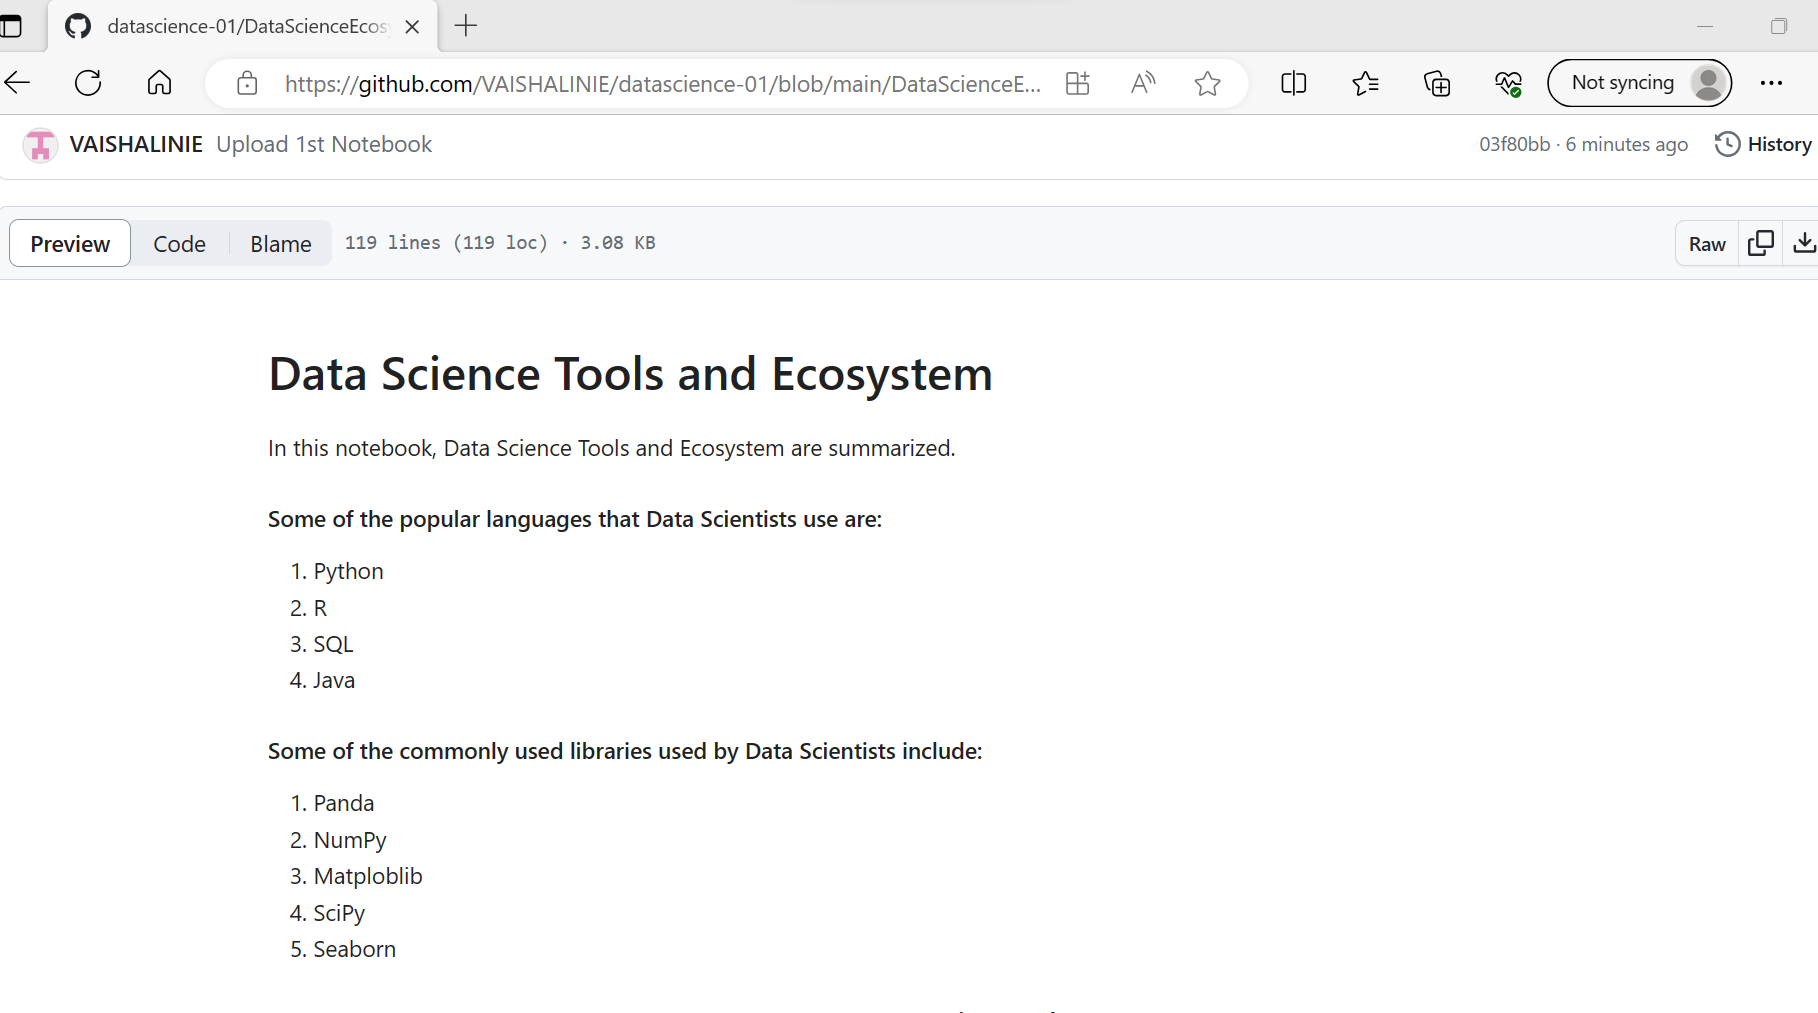 datascience-01/DataScienceEcos
https://github.com/VAISHALINIE/datascience-01/blob/main/DataScienceE...
Not syncing
VAISHALINIE Upload 1st Notebook
03f80bb · 6 minutes ago
History
Preview Code Blame 119 lines (119 loc) · 3.08 KB
Raw
Data Science Tools and Ecosystem
In this notebook, Data Science Tools and Ecosystem are summarized.
Some of the popular languages that Data Scientists use are:
1. Python
2. R
3. SQL
4. Java
Some of the commonly used libraries used by Data Scientists include:
1. Panda
2. NumPy
3. Matploblib
4. SciPy
5. Seaborn